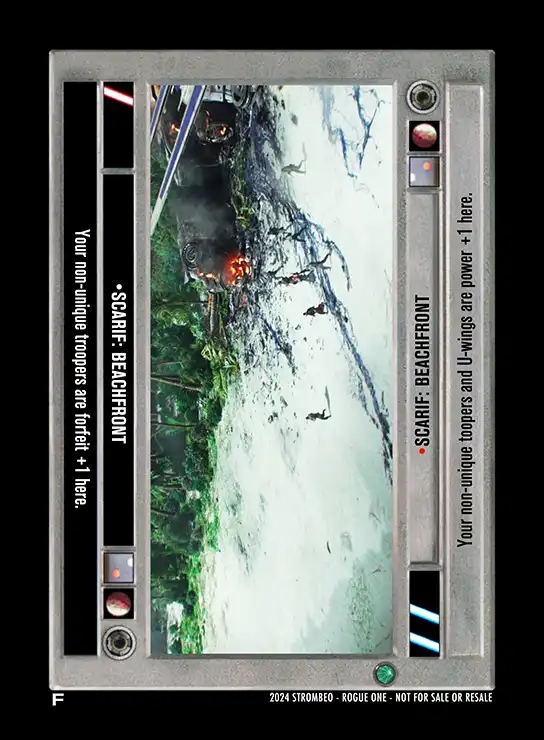 •SCARIF: BEACHFRONT
Your non-unique troopers are forfeit +1 here.
•SCARIF: BEACHFRONT
Your non-unique toopers and U-wings are power +1 here.
F
2024 STROMBEO - ROGUE ONE - NOT FOR SALE OR RESALE